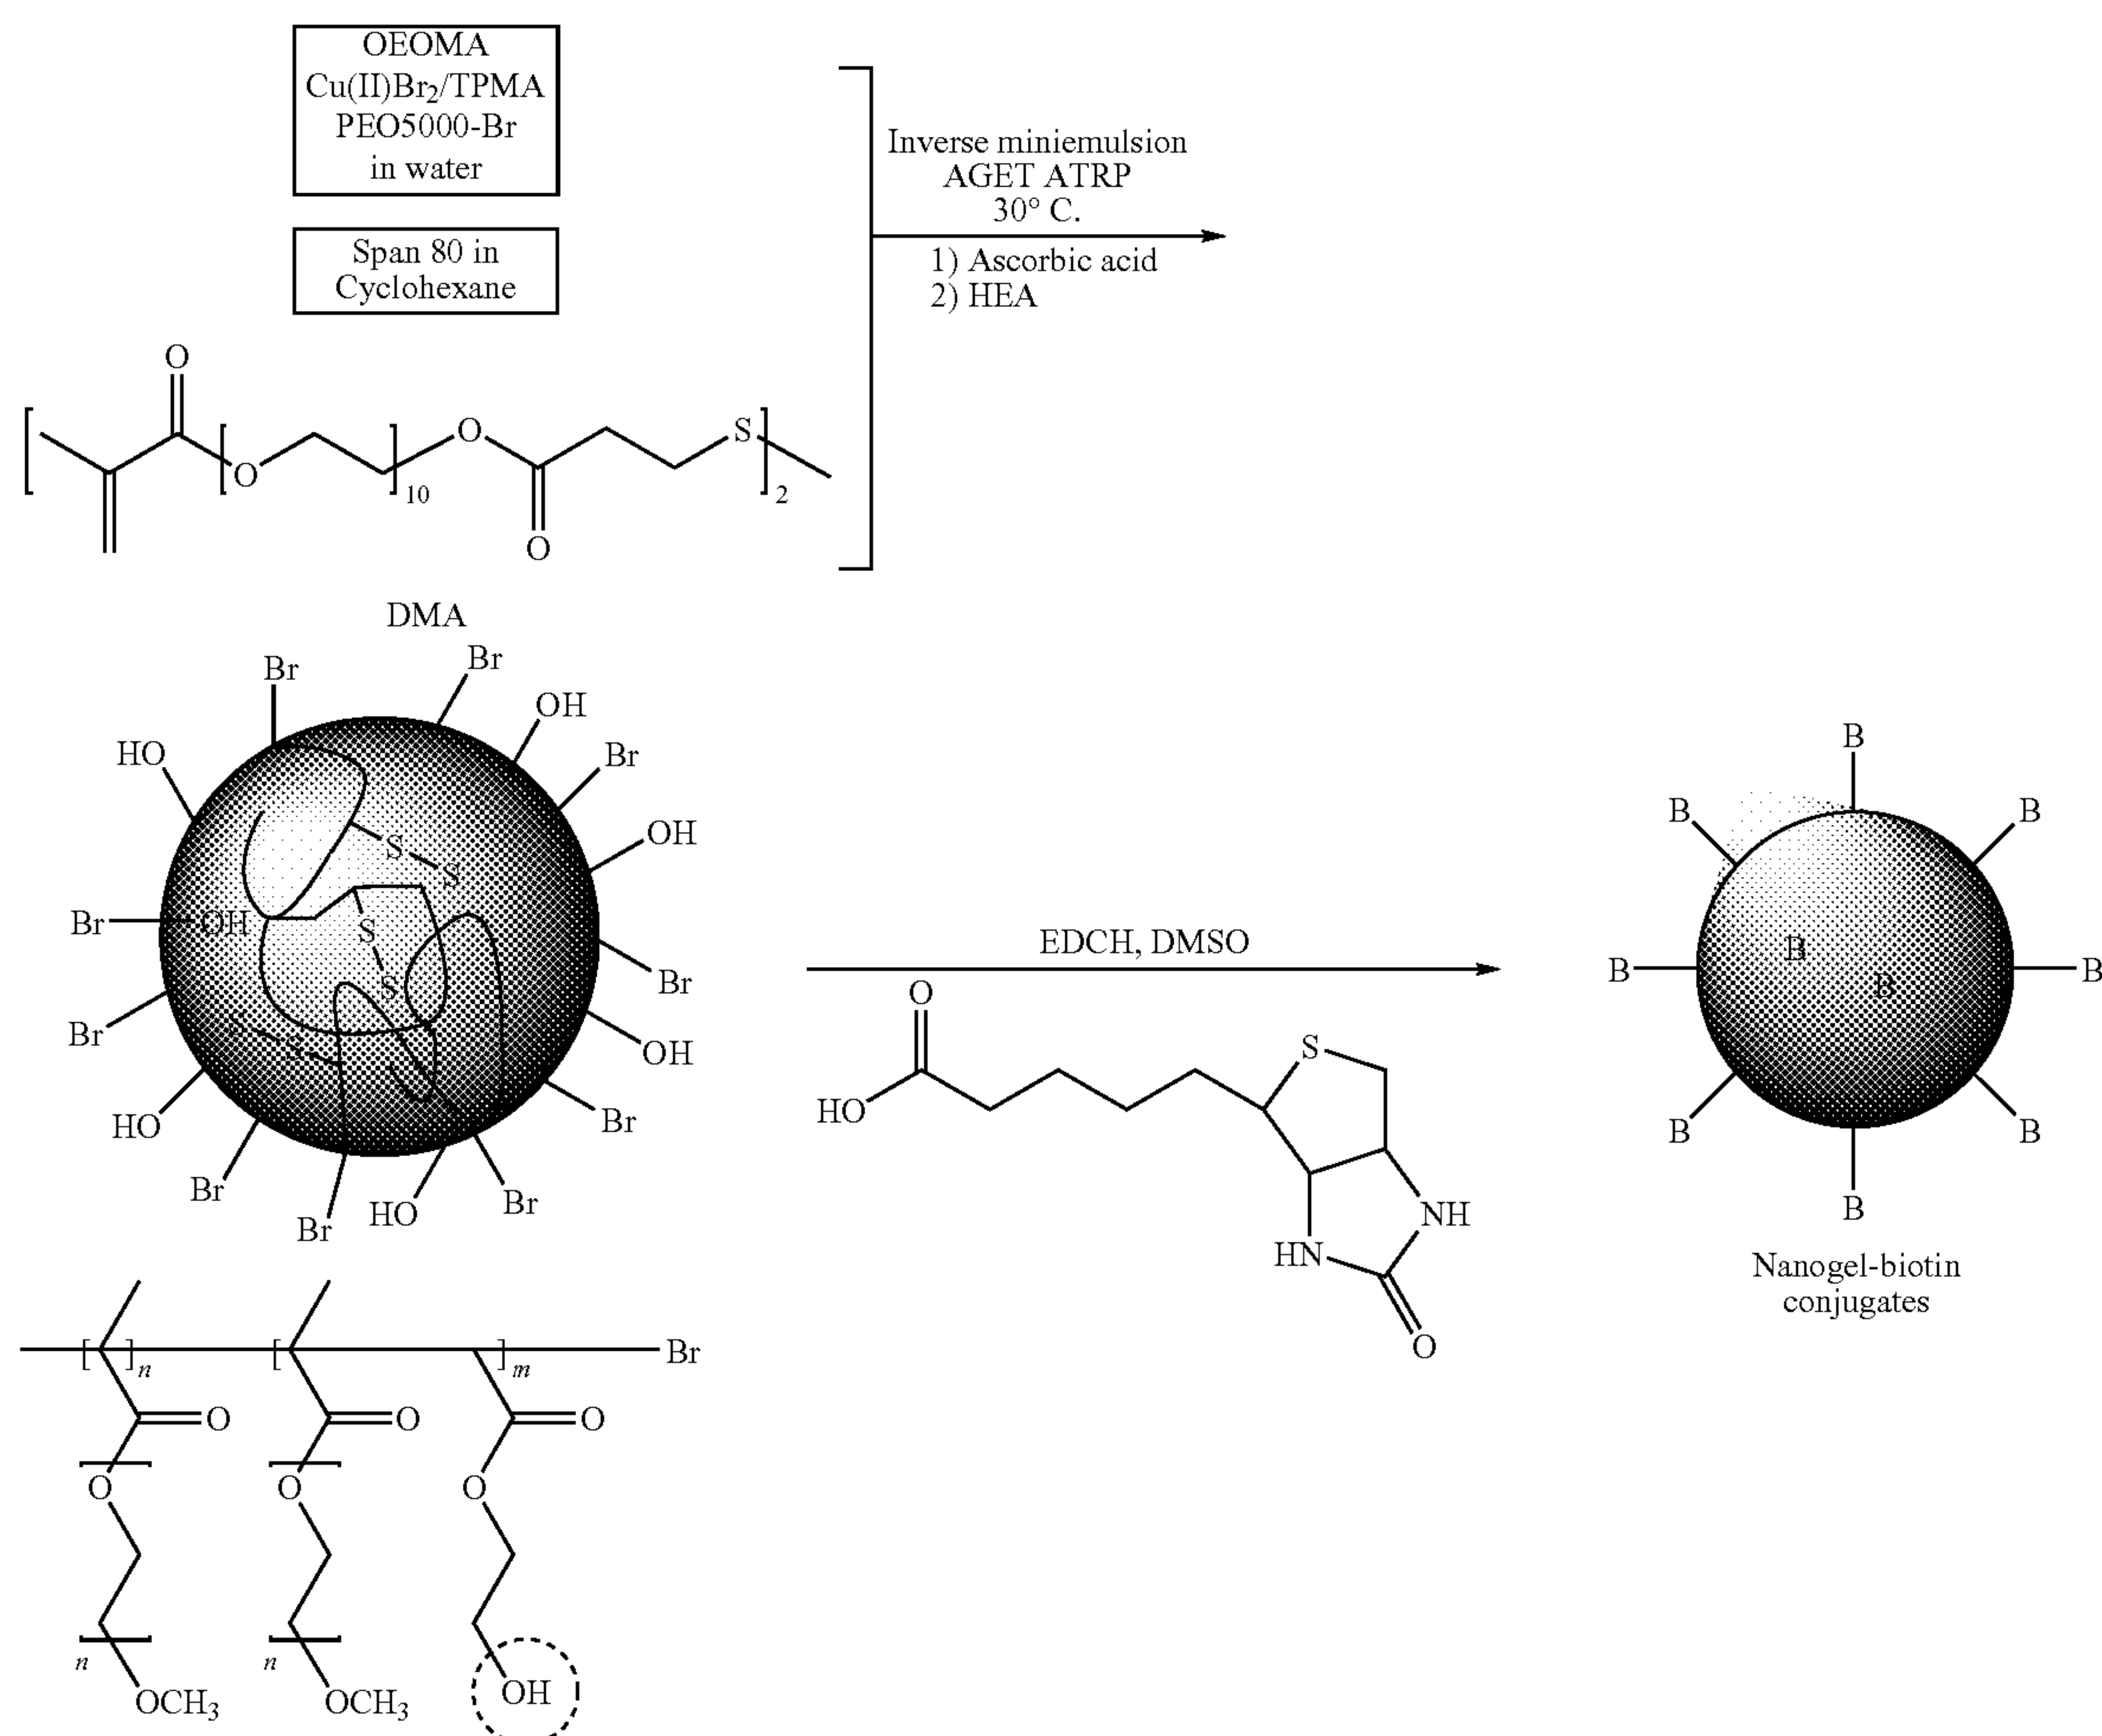 OEOMA
Cu(II)Br₂/TPMA
PEO5000-Br
in water
Span 80 in
Cyclohexane
Inverse miniemulsion
AGET ATRP
30° C.
1) Ascorbic acid
2) HEA
O
O
O
S
10
2
O
DMA
Br
Br
OH
HO
Br
OH
S
S
Br
OH
S
Br
S
Br
S
S
OH
HO
Br
Br
Br
HO
Br
EDCH, DMSO
O
HO
S
NH
HN
O
B
B
B
B
B
B
B
B
B
B
Nanogel-biotin
conjugates
[ ]n [ ]m Br
O
O
O
O
O
O
n
n
OCH₃
OCH₃
OH